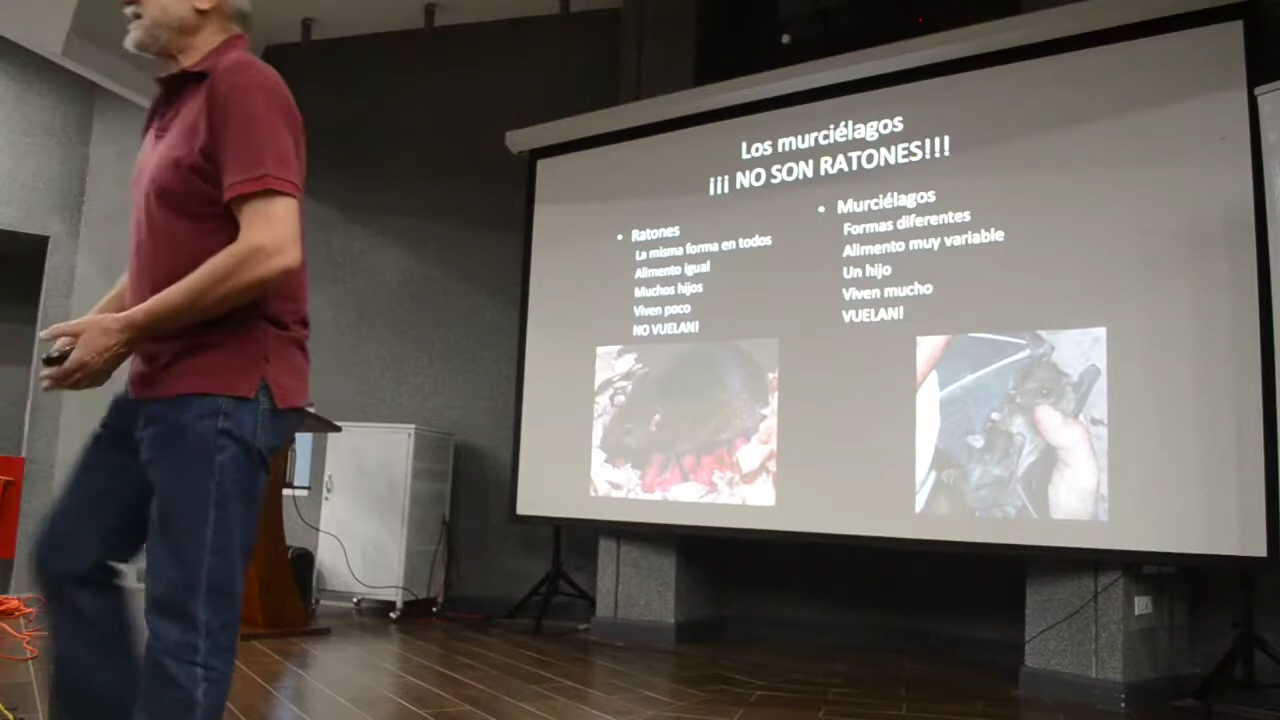 Los murciélagos
¡¡¡ NO SON RATONES!!!
• Ratones
La misma forma en todos
Alimento igual
Muchos hijos
Viven poco
NO VUELAN!
• Murciélagos
Formas diferentes
Alimento muy variable
Un hijo
Viven mucho
VUELAN!